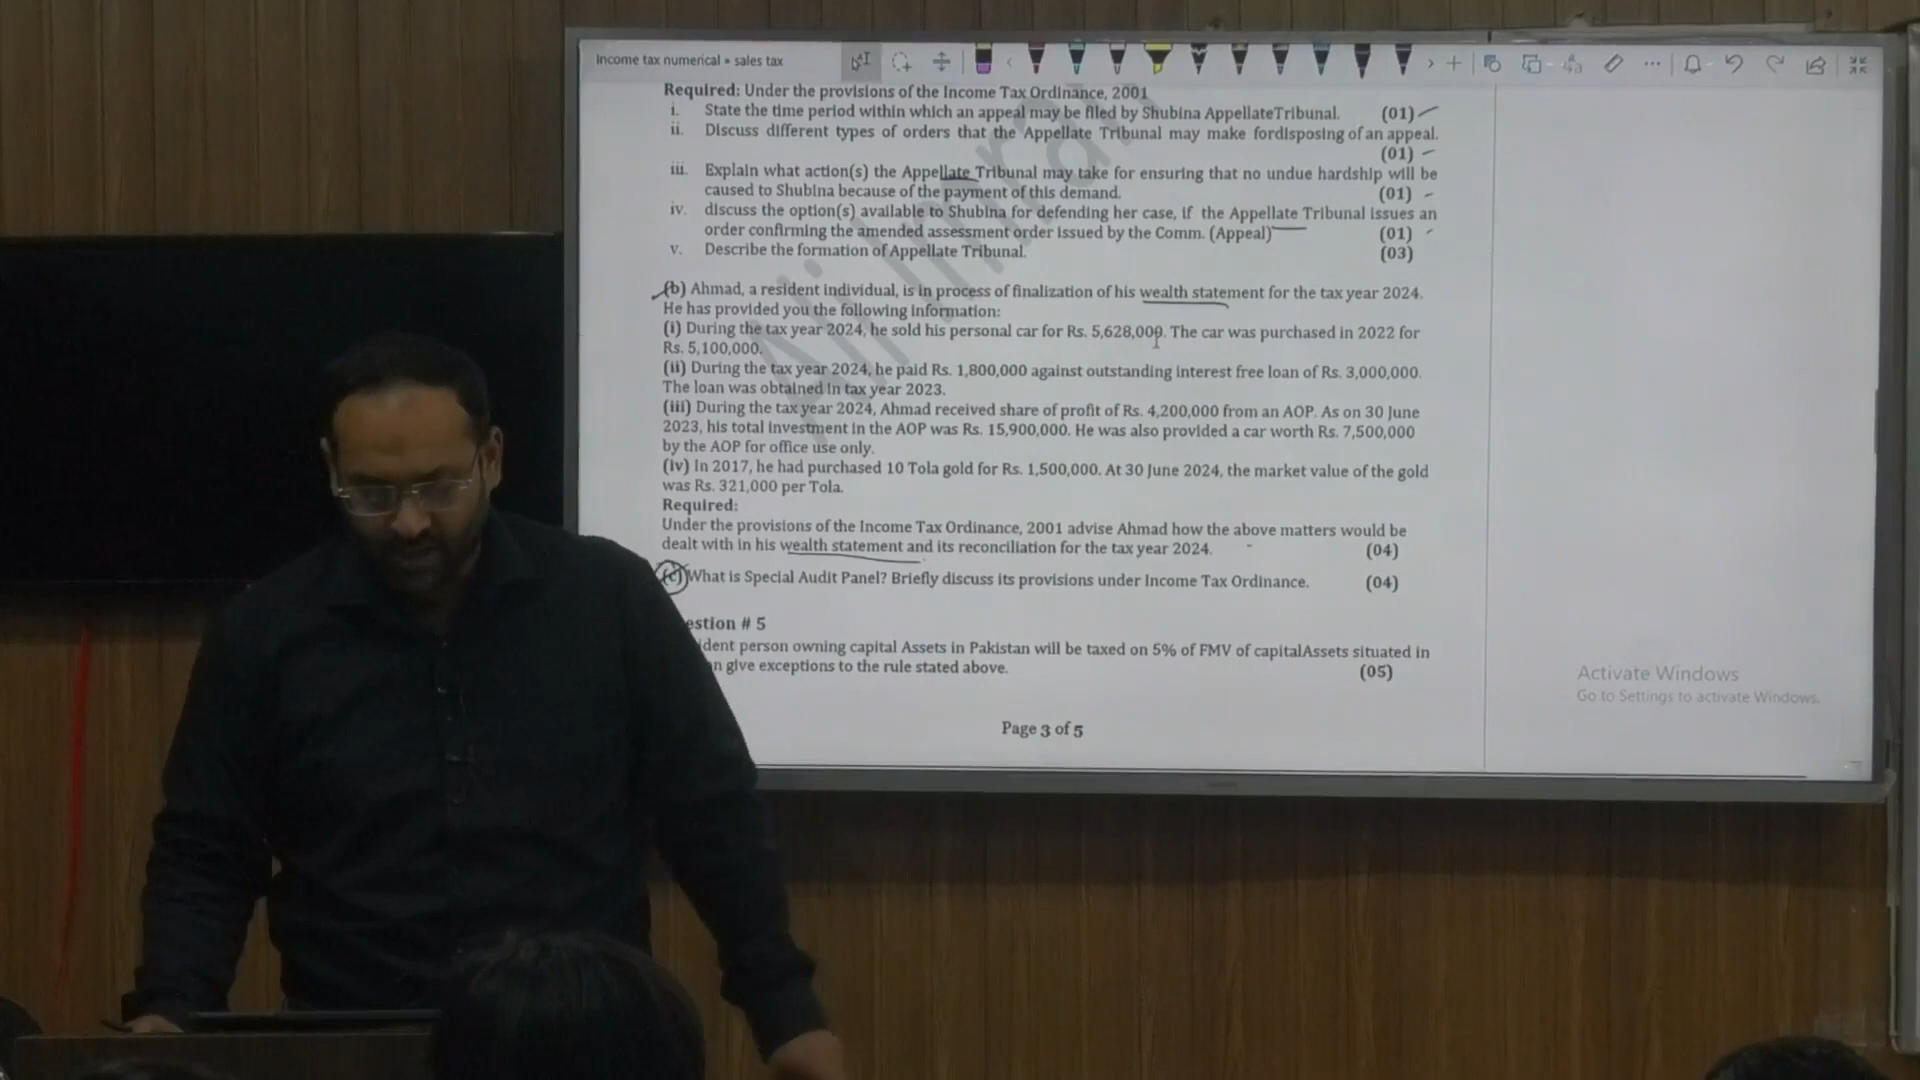 Income tax numerical + sales tax
Required: Under the provisions of the Income Tax Ordinance, 2001
i. State the time period within which an appeal may be filed by Shubina AppellateTribunal. (01)
ii. Discuss different types of orders that the Appellate Tribunal may make fordisposing of an appeal.
(01)
iii. Explain what action(s) the Appellate Tribunal may take for ensuring that no undue hardship will be
caused to Shubina because of the payment of this demand. (01)
iv. discuss the option(s) available to Shubina for defending her case, if the Appellate Tribunal issues an
order confirming the amended assessment order issued by the Comm. (Appeal) (01)
v. Describe the formation of Appellate Tribunal. (03)
(b) Ahmad, a resident individual, is in process of finalization of his wealth statement for the tax year 2024.
He has provided you the following information:
(i) During the tax year 2024, he sold his personal car for Rs. 5,628,000. The car was purchased in 2022 for
Rs. 5,100,000.
(ii) During the tax year 2024, he paid Rs. 1,800,000 against outstanding interest free loan of Rs. 3,000,000.
The loan was obtained in tax year 2023.
(iii) During the tax year 2024, Ahmad received share of profit of Rs. 4,200,000 from an AOP. As on 30 June
2023, his total investment in the AOP was Rs. 15,900,000. He was also provided a car worth Rs. 7,500,000
by the AOP for office use only.
(iv) In 2017, he had purchased 10 Tola gold for Rs. 1,500,000. At 30 June 2024, the market value of the gold
was Rs. 321,000 per Tola.
Required:
Under the provisions of the Income Tax Ordinance, 2001 advise Ahmad how the above matters would be
dealt with in his wealth statement and its reconciliation for the tax year 2024. (04)
(c) What is Special Audit Panel? Briefly discuss its provisions under Income Tax Ordinance. (04)
estion # 5
ident person owning capital Assets in Pakistan will be taxed on 5% of FMV of capitalAssets situated in
n give exceptions to the rule stated above. (05)
Page 3 of 5
Ali Imran
Activate Windows
Go to Settings to activate Windows.